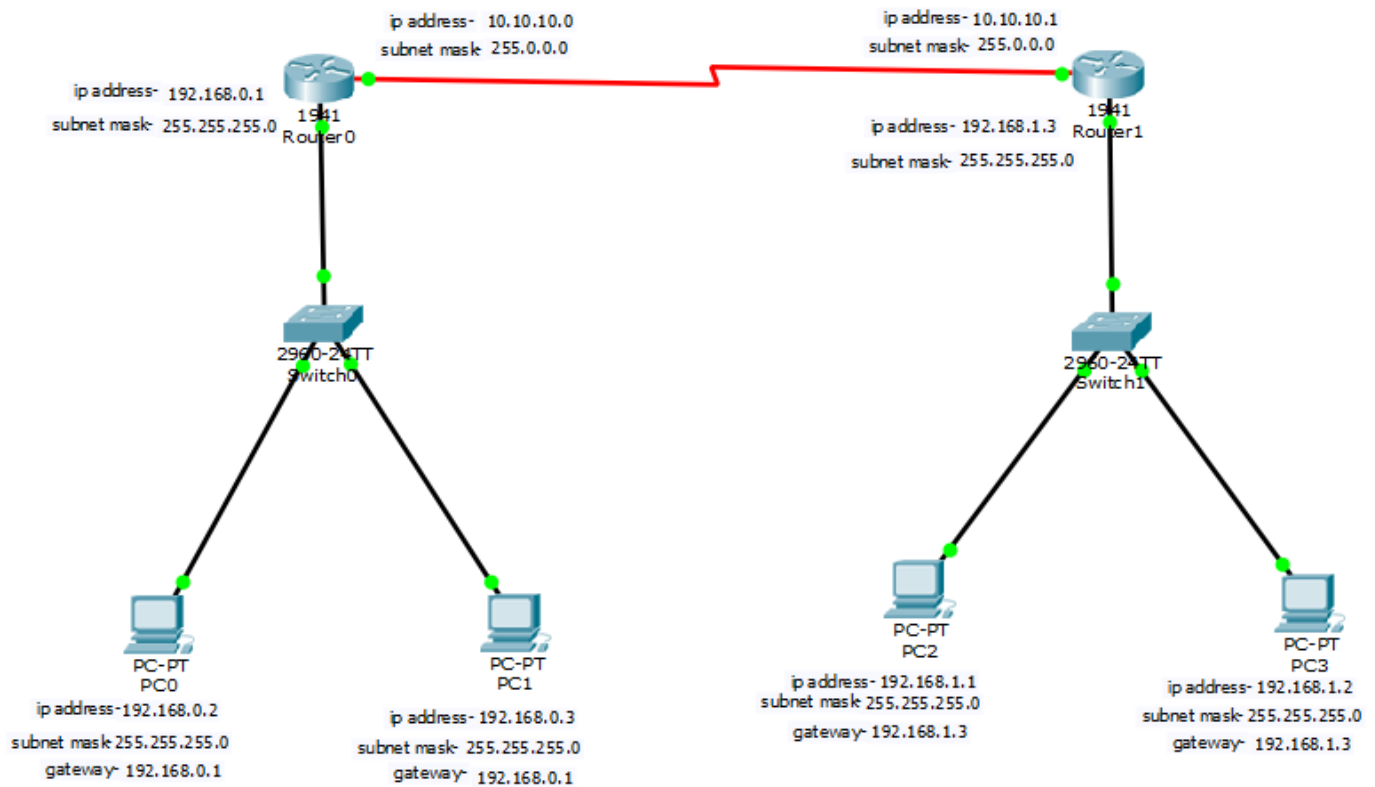 ip address- 10.10.10.0
subnet mask- 255.0.0.0
ip address- 10.10.10.1
subnet mask- 255.0.0.0
ip address- 192.168.0.1
subnet mask- 255.255.255.0
1941
Router0
ip address- 192.168.1.3
subnet mask- 255.255.255.0
1941
Router1
2960-24TT
Switch0
2960-24TT
Switch1
PC-PT
PC0
ip address-192.168.0.2
subnet mask-255.255.255.0
gateway- 192.168.0.1
PC-PT
PC1
ip address- 192.168.0.3
subnet mask- 255.255.255.0
gateway- 192.168.0.1
PC-PT
PC2
ip address- 192.168.1.1
subnet mask- 255.255.255.0
gateway- 192.168.1.3
PC-PT
PC3
ip address- 192.168.1.2
subnet mask- 255.255.255.0
gateway- 192.168.1.3